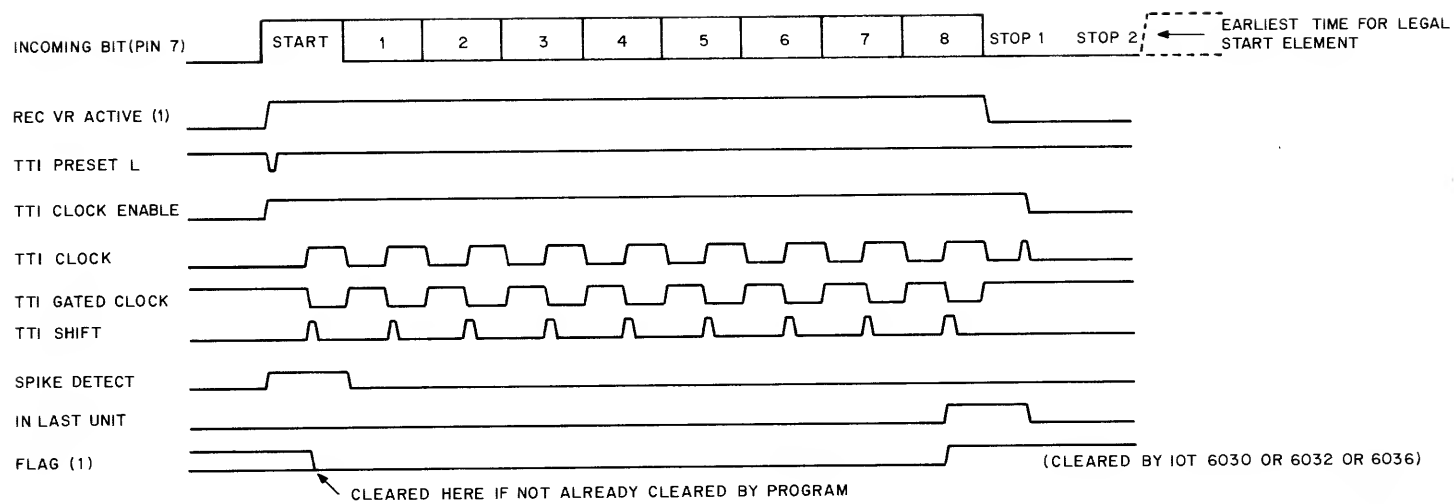 INCOMING BIT(PIN 7) START 1 2 3 4 5 6 7 8 STOP 1 STOP 2 EARLIEST TIME FOR LEGAL
START ELEMENT
REC VR ACTIVE (1)
TTI PRESET L
TTI CLOCK ENABLE
TTI CLOCK
TTI GATED CLOCK
TTI SHIFT
SPIKE DETECT
IN LAST UNIT
FLAG (1) (CLEARED BY IOT 6030 OR 6032 OR 6036)
CLEARED HERE IF NOT ALREADY CLEARED BY PROGRAM